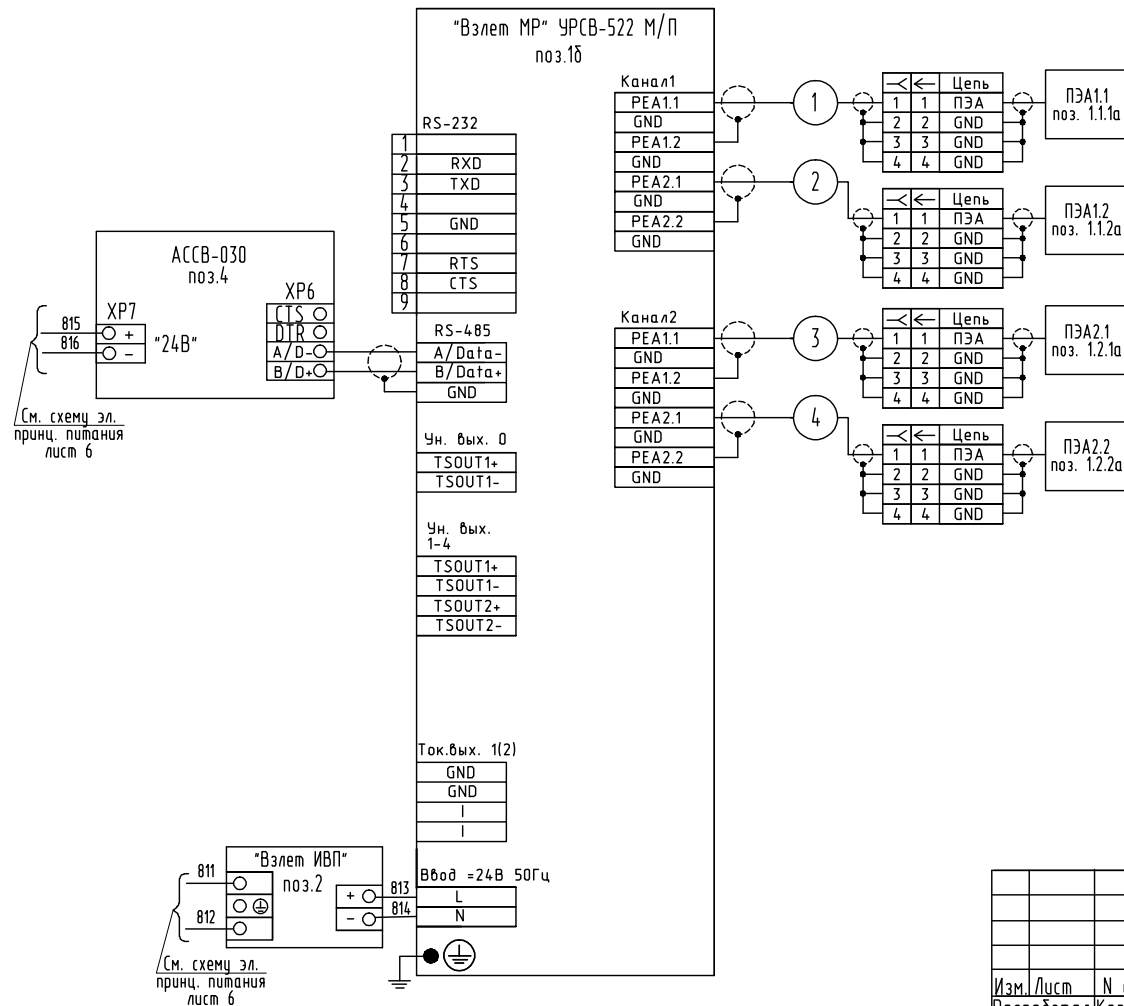 "Взлет МР" УРСВ-522 М/П
поз.1б
RS-232
1
2 RXD
3 TXD
4
5 GND
6
7 RTS
8 CTS
9
RS-485
A/Data-
B/Data+
GND
Ун. вых. 0
TSOUT1+
TSOUT1-
Ун. вых.
1-4
TSOUT1+
TSOUT1-
TSOUT2+
TSOUT2-
Ток.вых. 1(2)
GND
GND
I
I
Ввод =24В 50Гц
L
N
АССВ-030
поз.4
XP7
+
-
"24В"
XP6
CTS
DTR
A/D-
B/D+
815
816
См. схему эл.
принц. питания
лист 6
"Взлет ИВП"
поз.2
811
812
+ 813
- 814
См. схему эл.
принц. питания
лист 6
Канал1
PEA1.1
GND
PEA1.2
GND
PEA2.1
GND
PEA2.2
GND
Канал2
PEA1.1
GND
PEA1.2
GND
PEA2.1
GND
PEA2.2
GND
1
2
3
4
Цепь
1 1 ПЭА
2 2 GND
3 3 GND
4 4 GND
ПЭА1.1
поз. 1.1.1а
Цепь
1 1 ПЭА
2 2 GND
3 3 GND
4 4 GND
ПЭА1.2
поз. 1.1.2а
Цепь
1 1 ПЭА
2 2 GND
3 3 GND
4 4 GND
ПЭА2.1
поз. 1.2.1а
Цепь
1 1 ПЭА
2 2 GND
3 3 GND
4 4 GND
ПЭА2.2
поз. 1.2.2а
Изм. Лист N